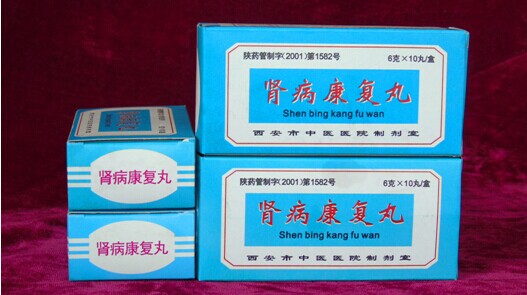 陕药管制字(2001)第1582号
6克×10丸/盒
肾病康复丸
Shen bing kang fu wan
西安市中医医院制剂室
陕药管制字(2001)第1582号
6克×10丸/盒
肾病康复丸
Shen bing kang fu wan
西安市中医医院制剂室
肾病康复丸
肾病康复丸